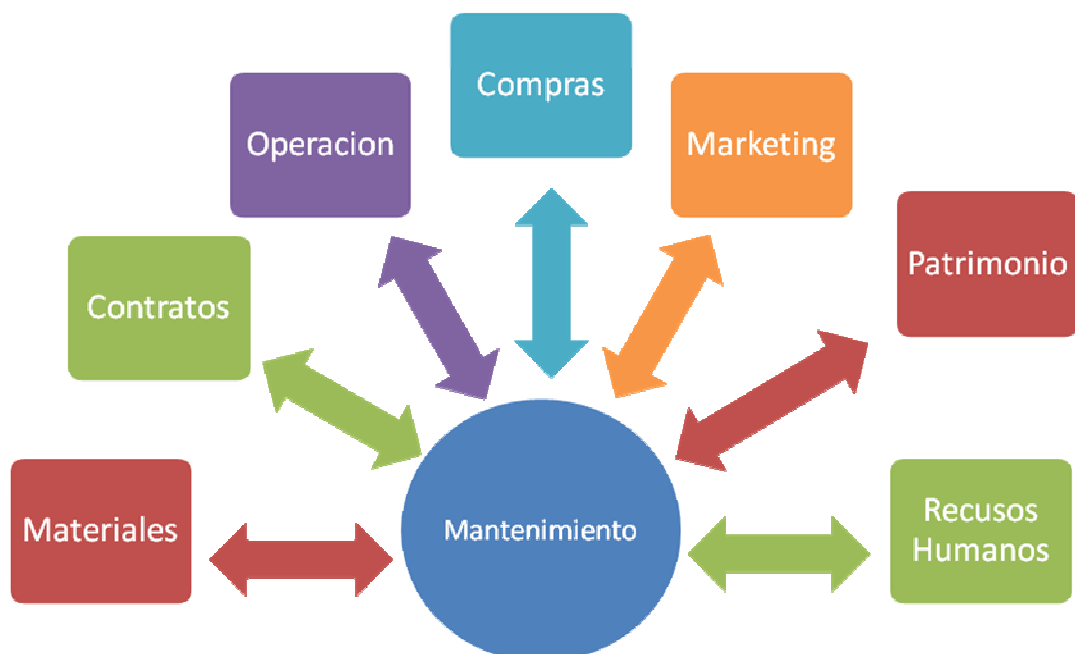 Compras
Operacion
Marketing
Patrimonio
Contratos
Materiales
Mantenimiento
Recusos
Humanos